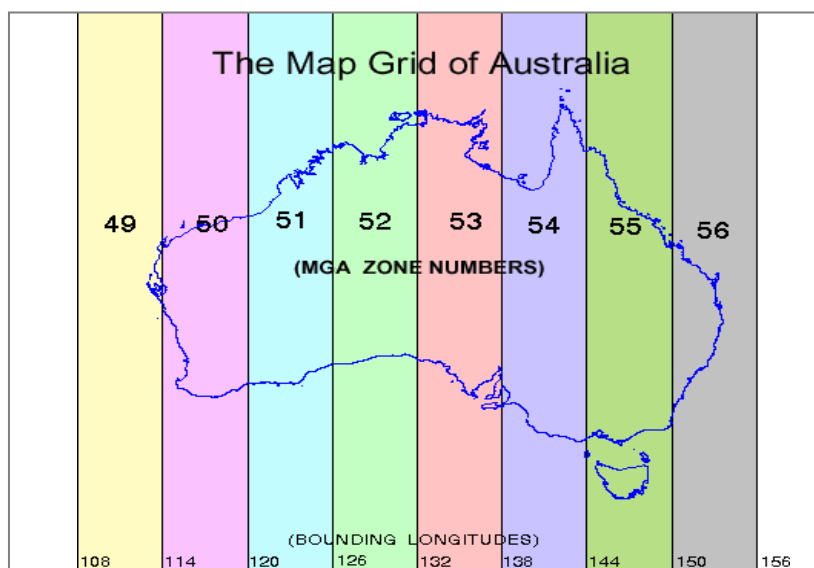 The Map Grid of Australia
49 50 51 52 53 54 55 56
(MGA ZONE NUMBERS)
(BOUNDING LONGITUDES)
108 114 120 126 132 138 144 150 156